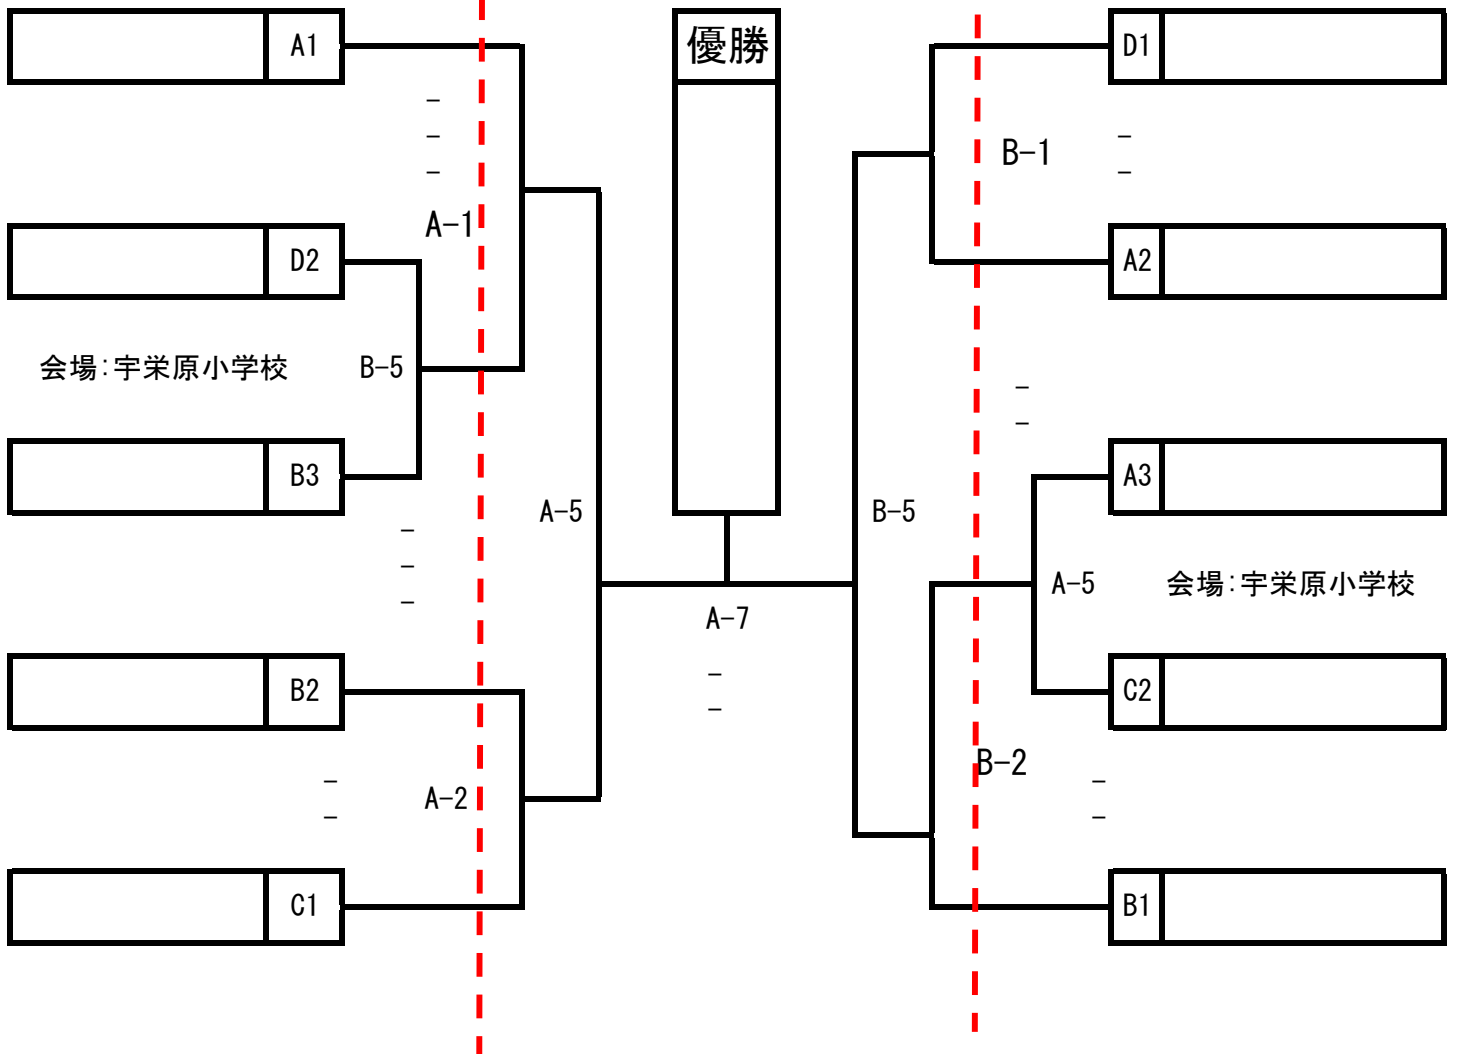 A1
優勝
D1
–
–
–
–
–
B-1
A-1
D2
A2
会場:宇栄原小学校
B-5
–
–
B3
A3
A-5
B-5
–
–
–
A-5
会場:宇栄原小学校
A-7
–
–
B2
C2
B-2
–
–
A-2
–
–
C1
B1